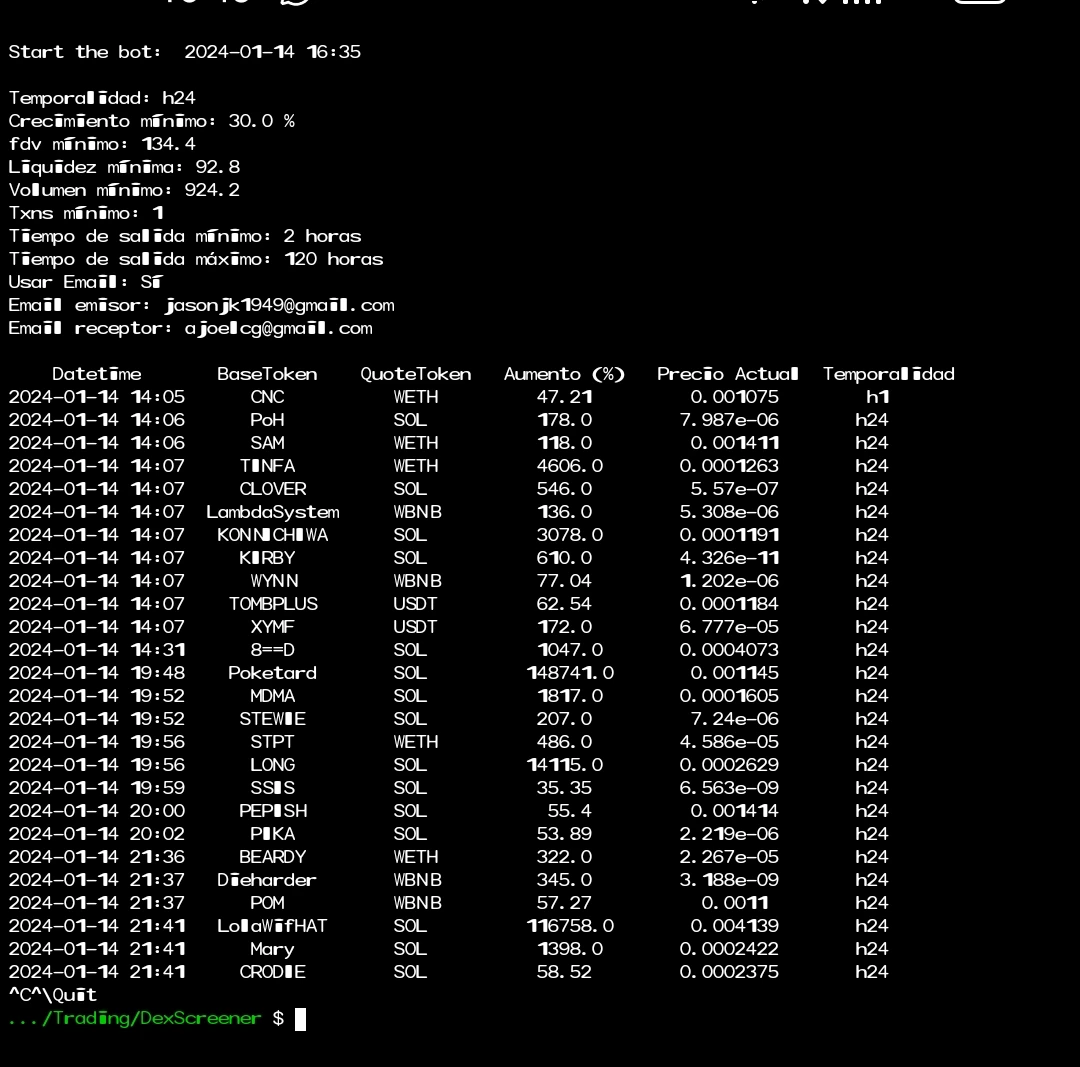 Start the bot:  2024-01-14 16:35
Temporalidad: h24
Crecimiento mínimo: 30.0 %
fdv mínimo: 134.4
Liquidez mínima: 92.8
Volumen mínimo: 924.2
Txns mínimo: 1
Tiempo de salida mínimo: 2 horas
Tiempo de salida máximo: 120 horas
Usar Email: Sí
Email emisor: jasonjk1949@gmail.com
Email receptor: ajoelcg@gmail.com
Datetime BaseToken QuoteToken Aumento (%) Precio Actual Temporalidad
2024-01-14 14:05 CNC WETH 47.21 0.001075 h1
2024-01-14 14:06 PoH SOL 178.0 7.987e-06 h24
2024-01-14 14:06 SAM WETH 118.0 0.001411 h24
2024-01-14 14:07 TINFA WETH 4606.0 0.0001263 h24
2024-01-14 14:07 CLOVER SOL 546.0 5.57e-07 h24
2024-01-14 14:07 LambdaSystem WBNB 136.0 5.308e-06 h24
2024-01-14 14:07 KONNICHIWA SOL 3078.0 0.0001191 h24
2024-01-14 14:07 KIRBY SOL 610.0 4.326e-11 h24
2024-01-14 14:07 WYNN WBNB 77.04 1.202e-06 h24
2024-01-14 14:07 TOMBPLUS USDT 62.54 0.0001184 h24
2024-01-14 14:07 XYMF USDT 172.0 6.777e-05 h24
2024-01-14 14:31 8==D SOL 1047.0 0.0004073 h24
2024-01-14 19:48 Poketard SOL 148741.0 0.001145 h24
2024-01-14 19:52 MDMA SOL 1817.0 0.0001605 h24
2024-01-14 19:52 STEWIE SOL 207.0 7.24e-06 h24
2024-01-14 19:56 STPT WETH 486.0 4.586e-05 h24
2024-01-14 19:56 LONG SOL 14115.0 0.0002629 h24
2024-01-14 19:59 SSIS SOL 35.35 6.563e-09 h24
2024-01-14 20:00 PEPISH SOL 55.4 0.001414 h24
2024-01-14 20:02 PIKA SOL 53.89 2.219e-06 h24
2024-01-14 21:36 BEARDY WETH 322.0 2.267e-05 h24
2024-01-14 21:37 Dieharder WBNB 345.0 3.188e-09 h24
2024-01-14 21:37 POM WBNB 57.27 0.0011 h24
2024-01-14 21:41 LolaWifHAT SOL 116758.0 0.004139 h24
2024-01-14 21:41 Mary SOL 1398.0 0.0002422 h24
2024-01-14 21:41 CRODIE SOL 58.52 0.0002375 h24
^C^\Quit
.../Trading/DexScreener $